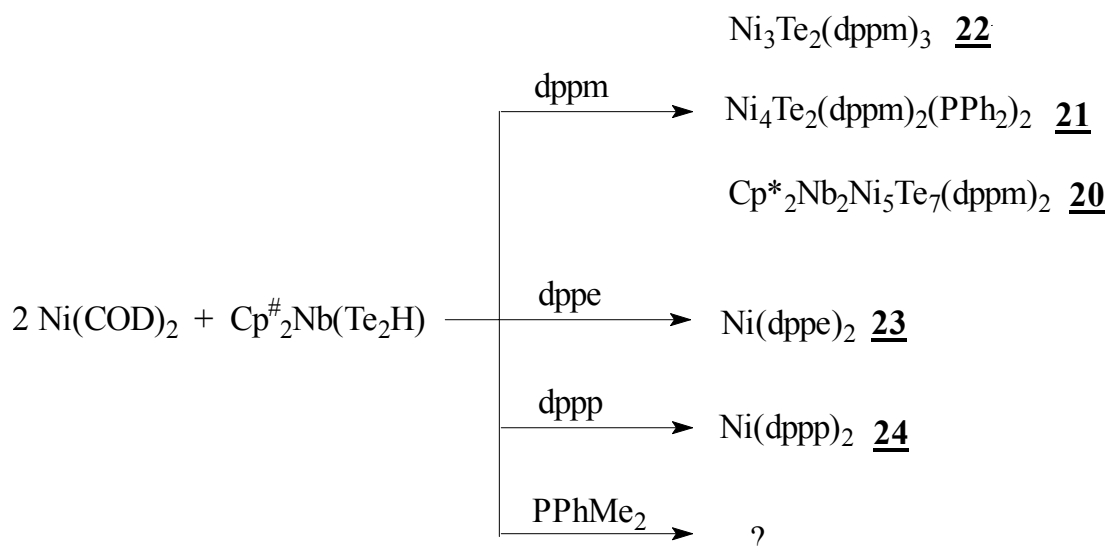 Ni₃Te₂(dppm)₃ 22
dppm
Ni₄Te₂(dppm)₂(PPh₂)₂ 21
Cp*₂Nb₂Ni₅Te₇(dppm)₂ 20
2 Ni(COD)₂ + Cp#₂Nb(Te₂H)
dppe
Ni(dppe)₂ 23
dppp
Ni(dppp)₂ 24
PPhMe₂
?